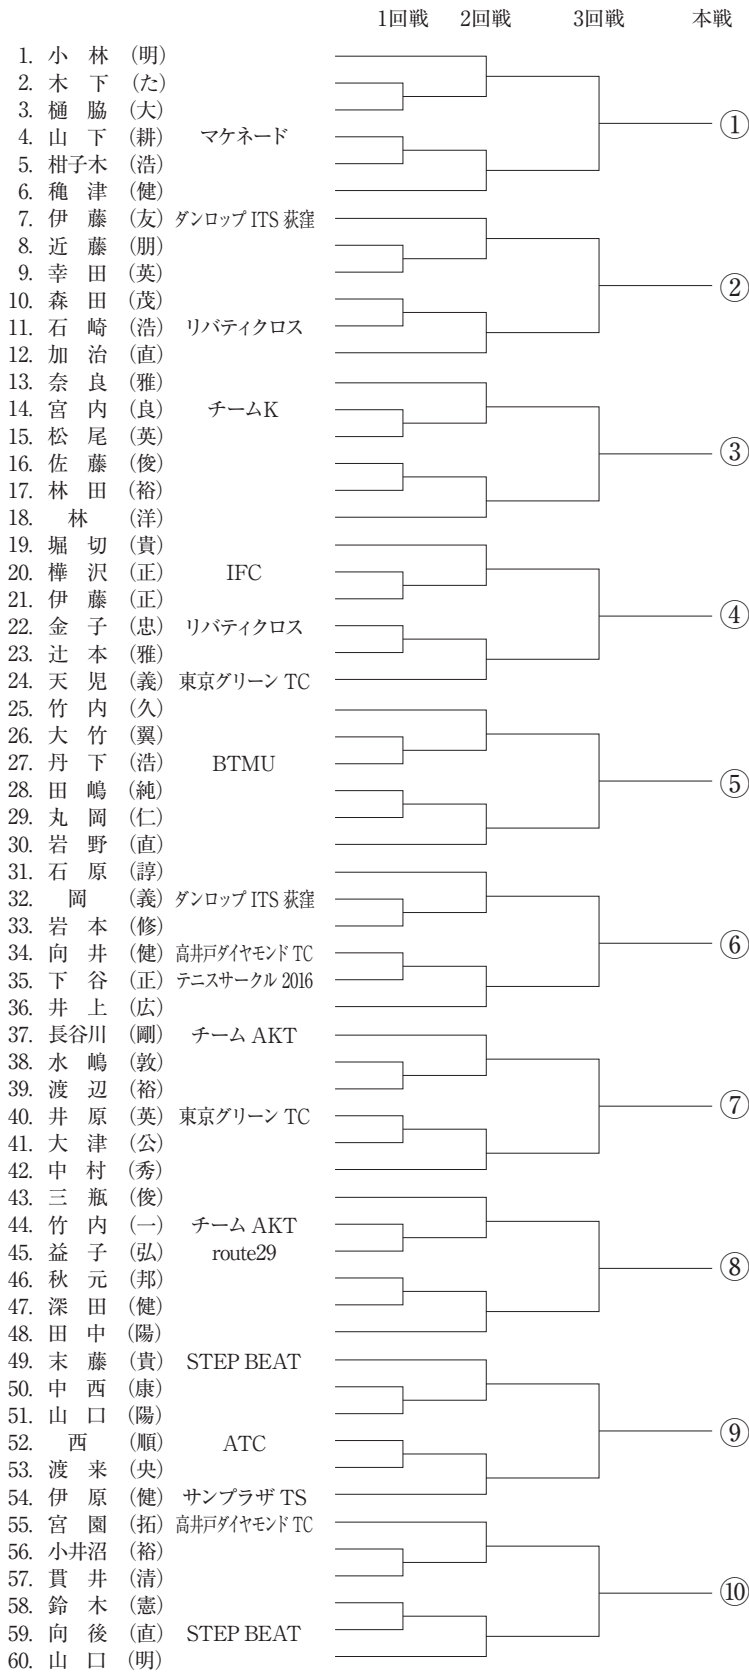 1回戦 2回戦 3回戦 本戦
1. 小 林 (明)
2. 木 下 (た)
3. 樋 脇 (大)
4. 山 下 (耕) マケネード
5. 柑子木 (浩)
6. 穐 津 (健)
7. 伊 藤 (友) ダンロップ ITS 荻窪
8. 近 藤 (朋)
9. 幸 田 (英)
10. 森 田 (茂)
11. 石 崎 (浩) リバティクロス
12. 加 治 (直)
13. 奈 良 (雅)
14. 宮 内 (良) チームK
15. 松 尾 (英)
16. 佐 藤 (俊)
17. 林 田 (裕)
18. 林 (洋)
19. 堀 切 (貴)
20. 樺 沢 (正) IFC
21. 伊 藤 (正)
22. 金 子 (忠) リバティクロス
23. 辻 本 (雅)
24. 天 児 (義) 東京グリーン TC
25. 竹 内 (久)
26. 大 竹 (翼)
27. 丹 下 (浩) BTMU
28. 田 嶋 (純)
29. 丸 岡 (仁)
30. 岩 野 (直)
31. 石 原 (諄)
32. 岡 (義) ダンロップ ITS 荻窪
33. 岩 本 (修)
34. 向 井 (健) 高井戸ダイヤモンド TC
35. 下 谷 (正) テニスサークル 2016
36. 井 上 (広)
37. 長谷川 (剛) チーム AKT
38. 水 嶋 (敦)
39. 渡 辺 (裕)
40. 井 原 (英) 東京グリーン TC
41. 大 津 (公)
42. 中 村 (秀)
43. 三 瓶 (俊)
44. 竹 内 (一) チーム AKT
45. 益 子 (弘) route29
46. 秋 元 (邦)
47. 深 田 (健)
48. 田 中 (陽)
49. 末 藤 (貴) STEP BEAT
50. 中 西 (康)
51. 山 口 (陽)
52. 西 (順) ATC
53. 渡 来 (央)
54. 伊 原 (健) サンプラザ TS
55. 宮 園 (拓) 高井戸ダイヤモンド TC
56. 小井沼 (裕)
57. 貫 井 (清)
58. 鈴 木 (憲)
59. 向 後 (直) STEP BEAT
60. 山 口 (明)
①
②
③
④
⑤
⑥
⑦
⑧
⑨
⑩